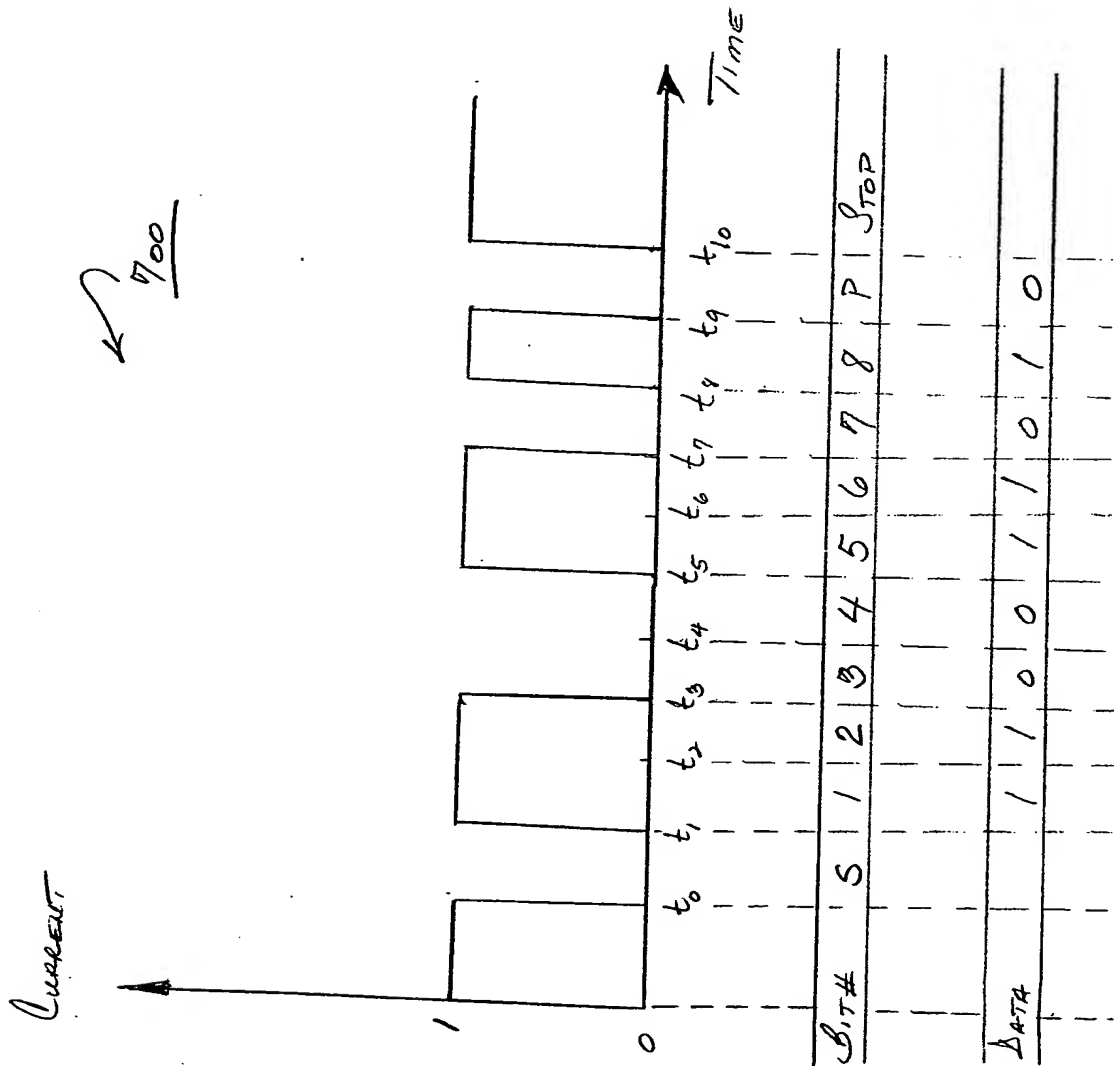 CURRENT
700
1
0
TIME
t0 t1 t2 t3 t4 t5 t6 t7 t8 t9 t10
BIT# S 1 2 3 4 5 6 7 8 P STOP
DATA 1 1 0 0 1 1 0 1 0